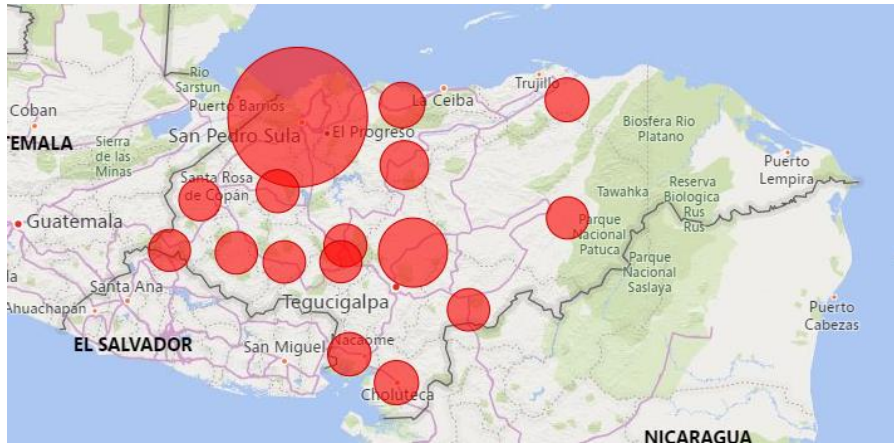 Rio
Sarstun
Puerto Barrios
La Ceiba
Trujillo
Coban
TEMALA
San Pedro Sula
El Progreso
Biosfera Rio
Platano
Sierra
de las
Minas
Puerto
Lempira
Santa Rosa
de Copán
Tawahka
Reserva
Biologica
Rus
Rus
Guatemala
Parque
Nacional
Patuca
Parque
Nacional
Saslaya
Santa Ana
Tegucigalpa
Ahuachapán
Puerto
Cabezas
EL SALVADOR
San Miguel
Nacaome
Choluteca
NICARAGUA